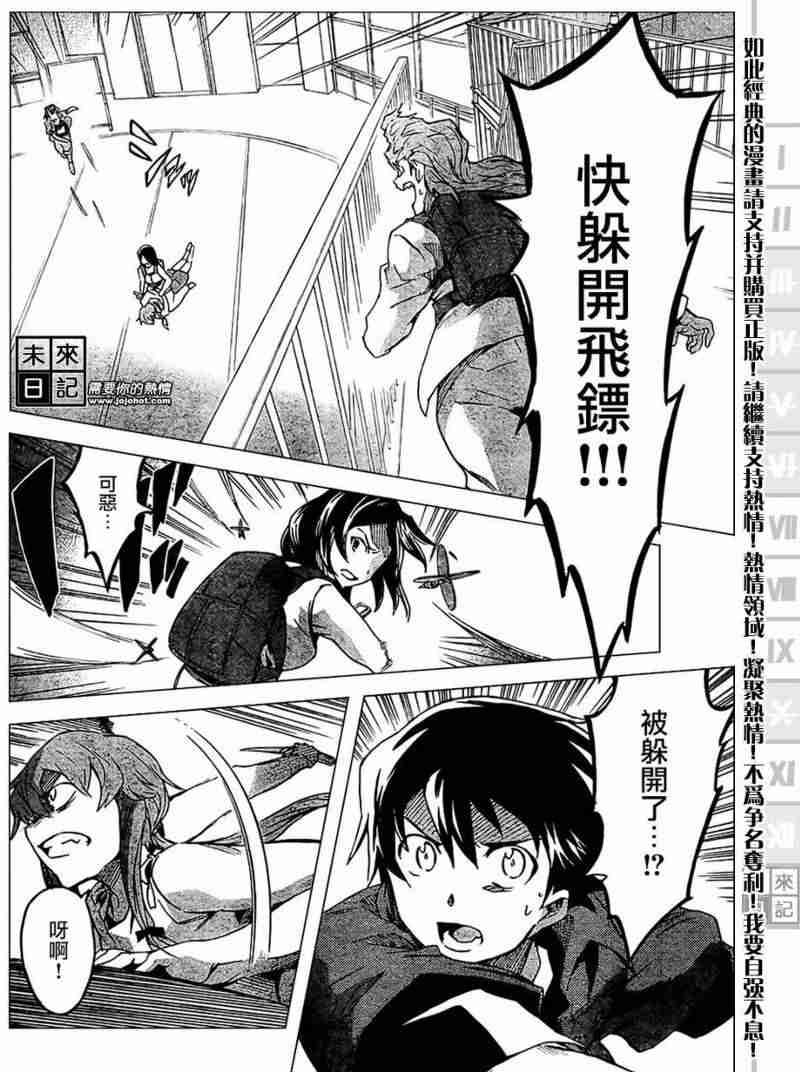 快躲開飛鏢!!!
未來
日記
需要你的熱情
www.jojohot.com
可惡…
被躲開了…!?
呀啊!
如此經典的漫畫請支持并購買正版!請繼續支持熱情!熱情領域!凝聚熱情!不爲争名奪利!我要自强不息!
I
II
III
IV
V
VI
VII
VIII
IX
X
XI
XII
來
記